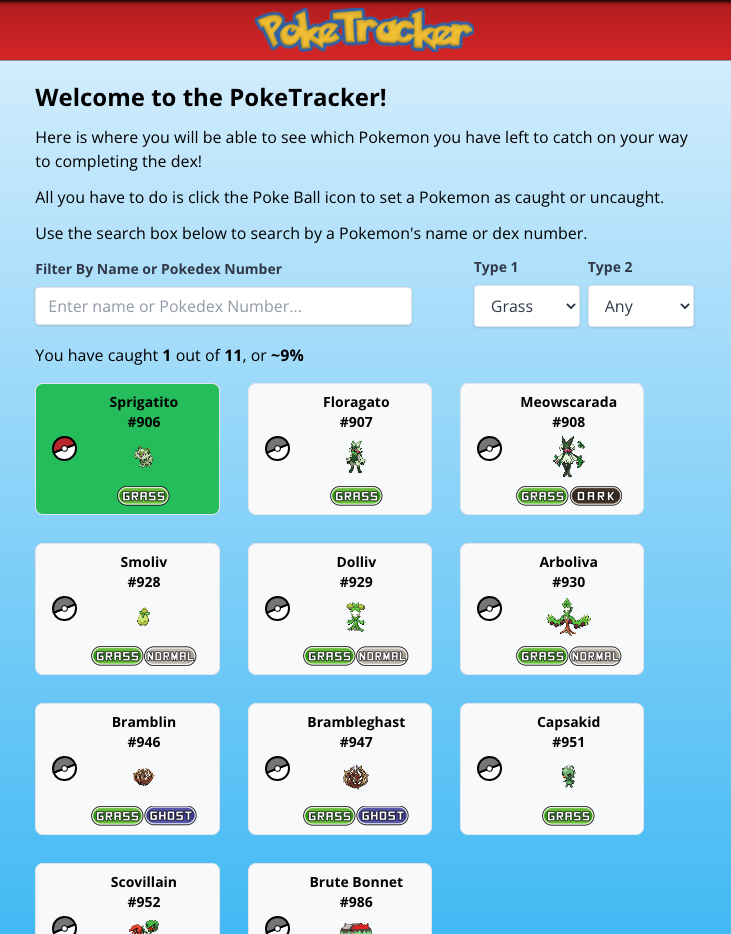 PokeTracker
Welcome to the PokeTracker!
Here is where you will be able to see which Pokemon you have left to catch on your way
to completing the dex!
All you have to do is click the Poke Ball icon to set a Pokemon as caught or uncaught.
Use the search box below to search by a Pokemon's name or dex number.
Filter By Name or Pokedex Number
Type 1
Type 2
Enter name or Pokedex Number...
Grass
Any
You have caught 1 out of 11, or ~9%
Sprigatito
#906
GRASS
Floragato
#907
GRASS
Meowscarada
#908
GRASS DARK
Smoliv
#928
GRASS NORMAL
Dolliv
#929
GRASS NORMAL
Arboliva
#930
GRASS NORMAL
Bramblin
#946
GRASS GHOST
Brambleghast
#947
GRASS GHOST
Capsakid
#951
GRASS
Scovillain
#952
Brute Bonnet
#986